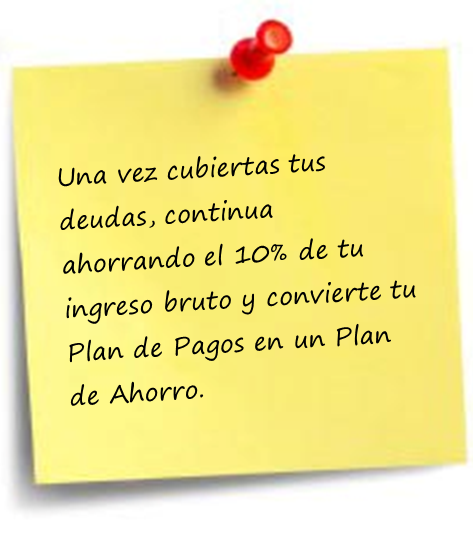 Una vez cubiertas tus
deudas, continua
ahorrando el 10% de tu
ingreso bruto y convierte tu
Plan de Pagos en un Plan
de Ahorro.